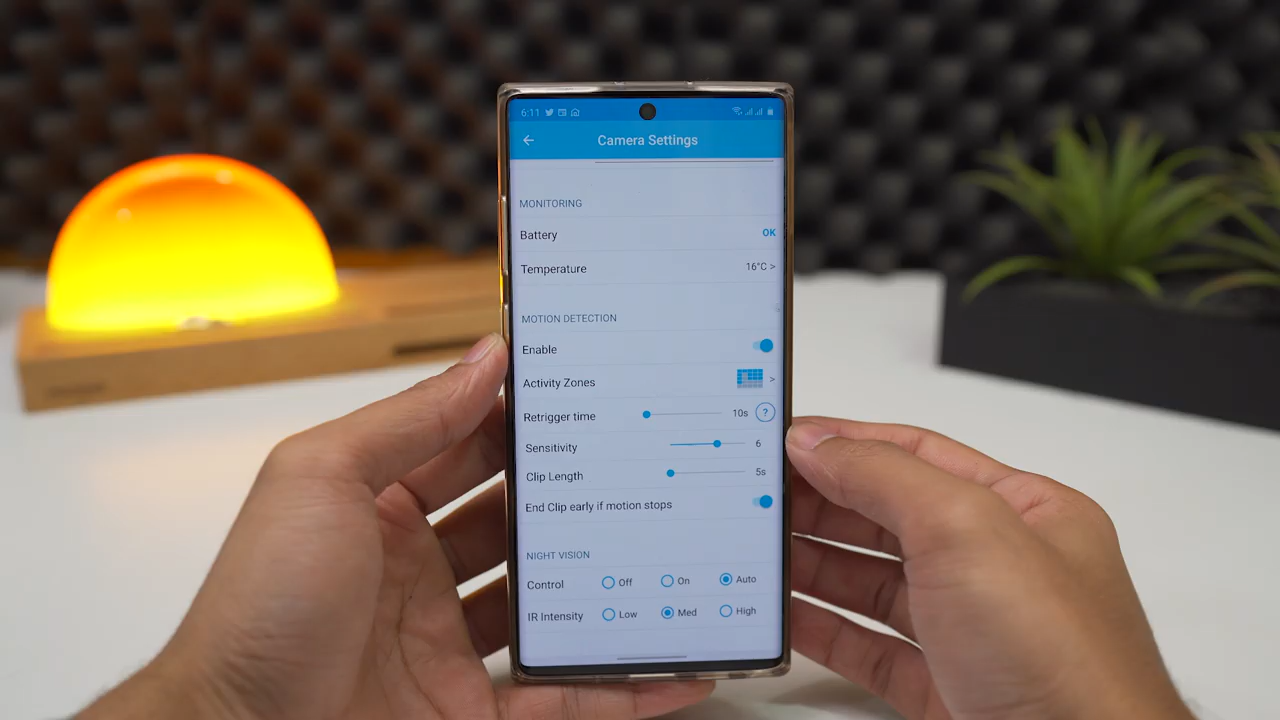 6:11
Camera Settings
MONITORING
Battery OK
Temperature 16°C >
MOTION DETECTION
Enable
Activity Zones >
Retrigger time 10s ?
Sensitivity 6
Clip Length 5s
End Clip early if motion stops
NIGHT VISION
Control Off On Auto
IR Intensity Low Med High